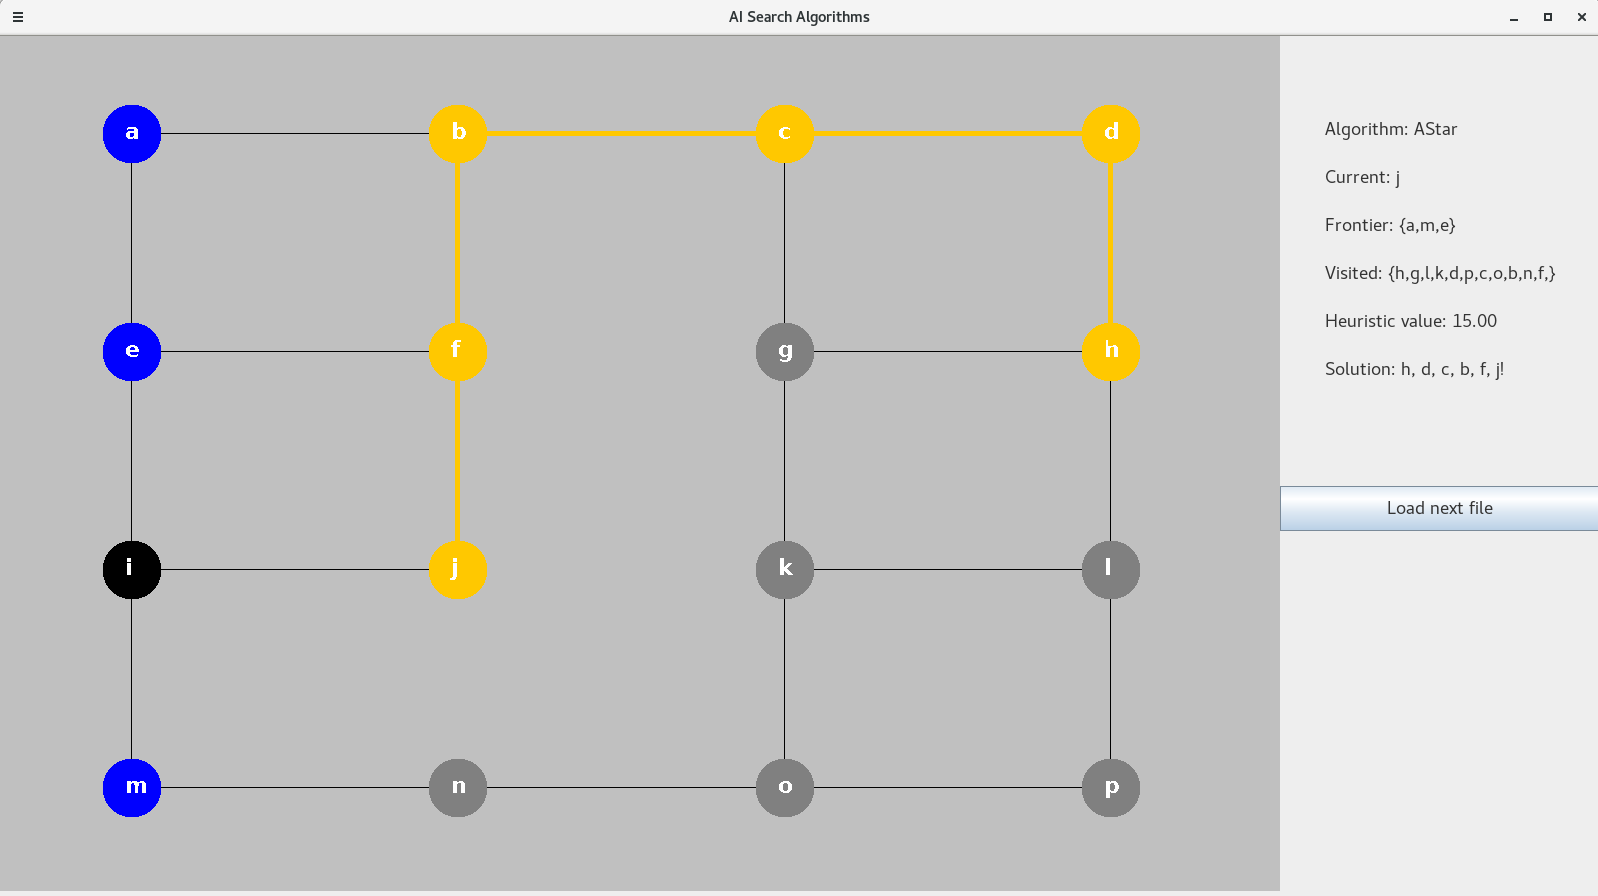 AI Search Algorithms
a b c d
e f g h
i j k l
m n o p
Algorithm: AStar
Current: j
Frontier: {a,m,e}
Visited: {h,g,l,k,d,p,c,o,b,n,f,}
Heuristic value: 15.00
Solution: h, d, c, b, f, j!
Load next file